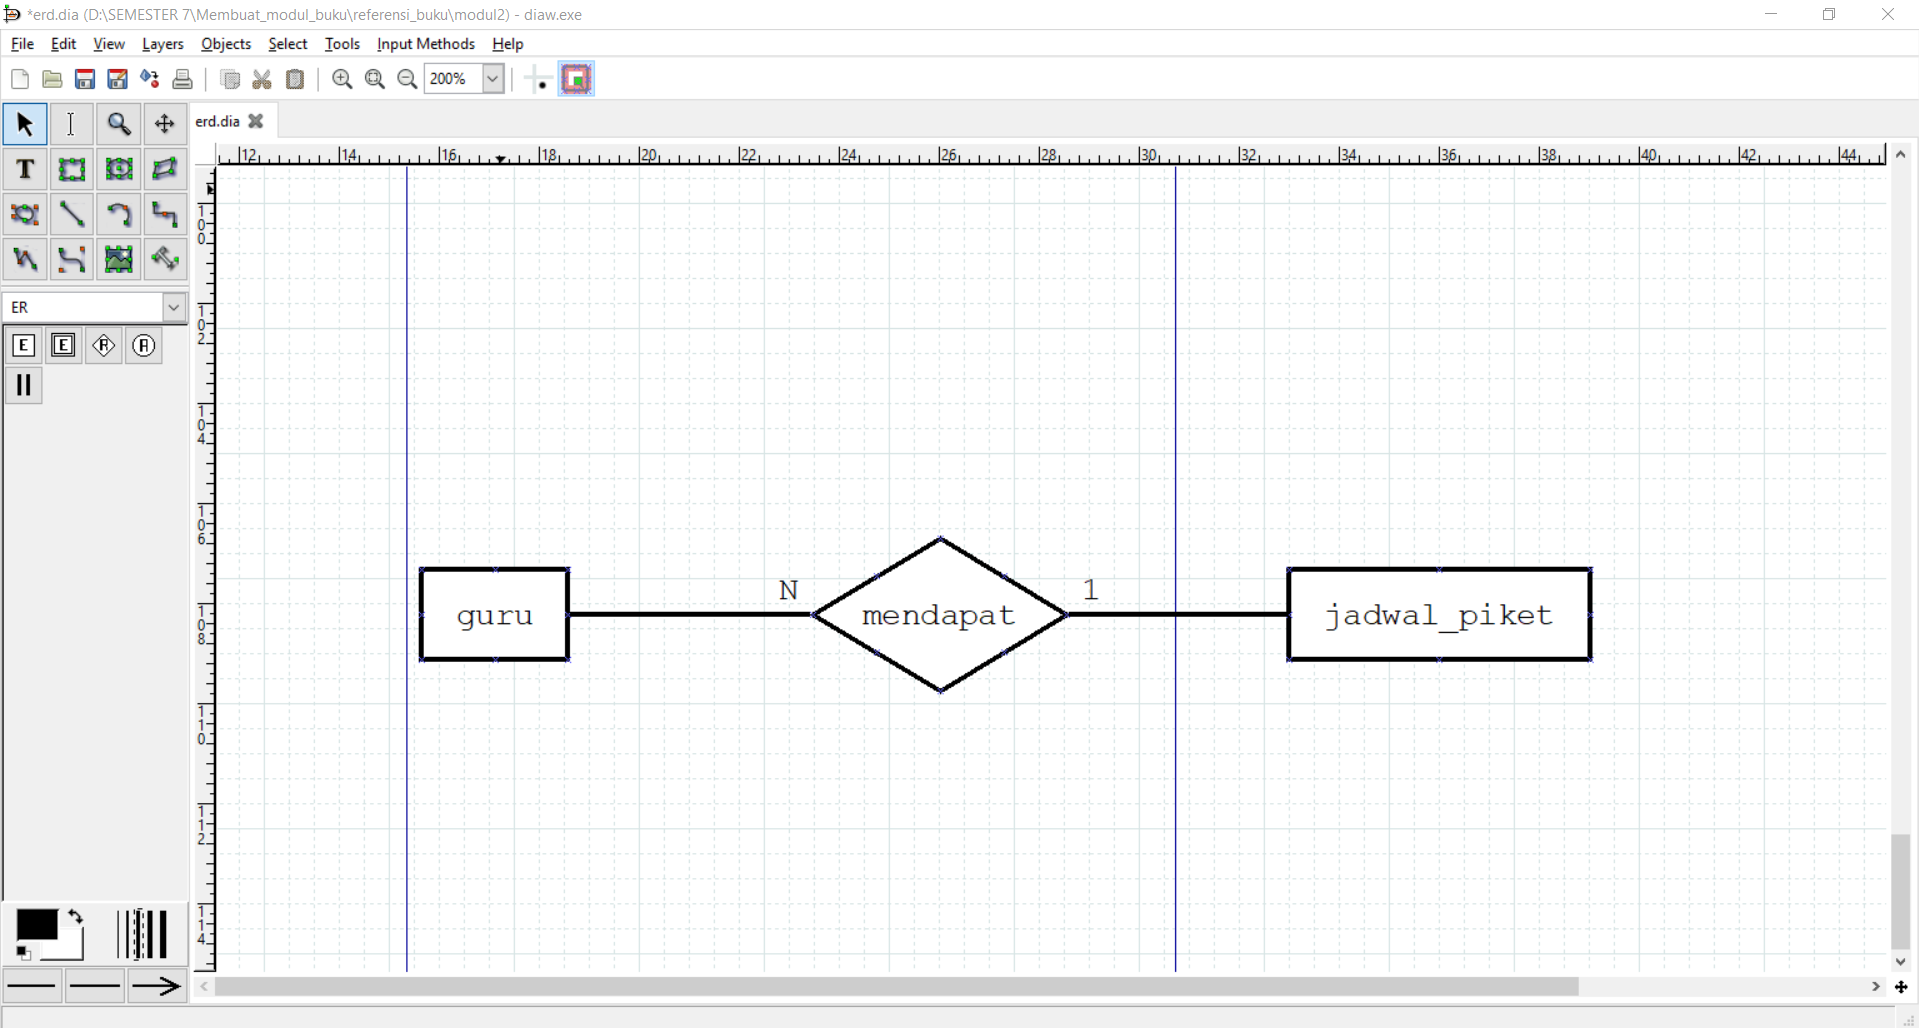 *erd.dia (D:\SEMESTER 7\Membuat_modul_buku\referensi_buku\modul2) - diaw.exe
File Edit View Layers Objects Select Tools Input Methods Help
200%
erd.dia
12 14 16 18 20 22 24 26 28 30 32 34 36 38 40 42 44
T
ER
E E R A
100
102
104
106
108
110
112
114
N 1
guru mendapat jadwal_piket